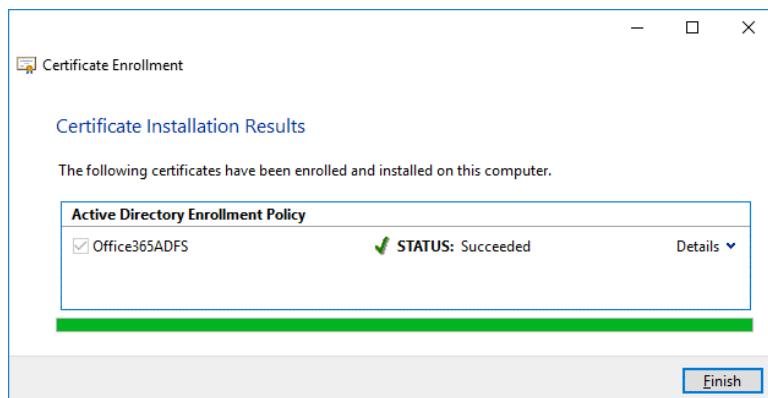 Certificate Enrollment
Certificate Installation Results
The following certificates have been enrolled and installed on this computer.
Active Directory Enrollment Policy
Office365ADFS STATUS: Succeeded Details
Finish